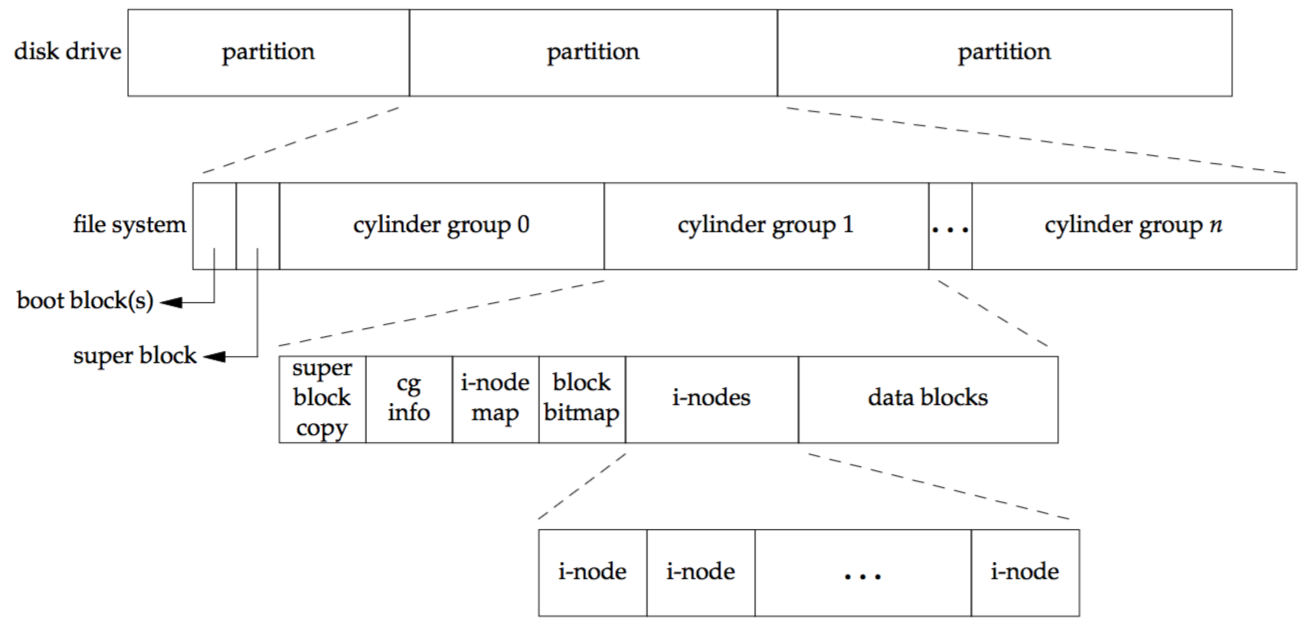 disk drive
partition
partition
partition
file system
cylinder group 0
cylinder group 1
...
cylinder group n
boot block(s)
super block
super
block
copy
cg
info
i-node
map
block
bitmap
i-nodes
data blocks
i-node
i-node
...
i-node